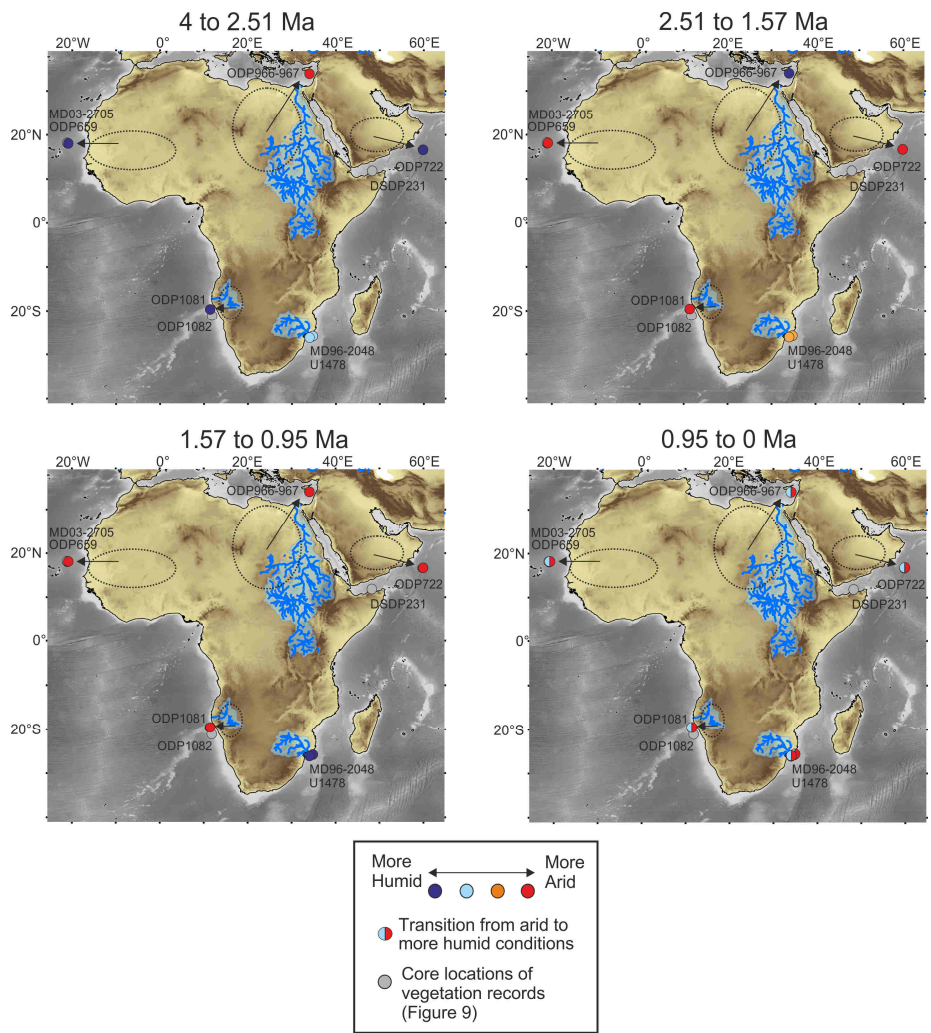 4 to 2.51 Ma
20°W 0° 20°E 40°E 60°E
ODP966-967
MD03-2705
ODP659
20°N
ODP722
DSDP231
0°
ODP1081
20°S
ODP1082
MD96-2048
U1478
2.51 to 1.57 Ma
20°W 0° 20°E 40°E 60°E
ODP966-967
MD03-2705
ODP659
20°N
ODP722
DSDP231
0°
ODP1081
20°S
ODP1082
MD96-2048
U1478
1.57 to 0.95 Ma
20°W 0° 20°E 40°E 60°E
ODP966-967
MD03-2705
ODP659
20°N
ODP722
DSDP231
0°
ODP1081
20°S
ODP1082
MD96-2048
U1478
0.95 to 0 Ma
20°W 0° 20°E 40°E 60°E
ODP966-967
MD03-2705
ODP659
20°N
ODP722
DSDP231
0°
ODP1081
20°S
ODP1082
MD96-2048
U1478
More Humid
More Arid
Transition from arid to
more humid conditions
Core locations of
vegetation records
(Figure 9)